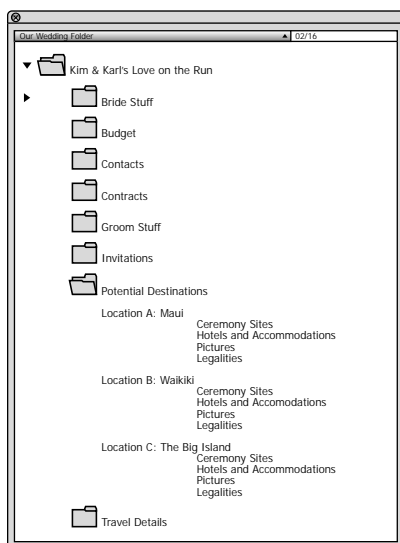 Our Wedding Folder 02/16
Kim & Karl's Love on the Run
Bride Stuff
Budget
Contacts
Contracts
Groom Stuff
Invitations
Potential Destinations
Location A: Maui
Ceremony Sites
Hotels and Accommodations
Pictures
Legalities
Location B: Waikiki
Ceremony Sites
Hotels and Accomodations
Pictures
Legalities
Location C: The Big Island
Ceremony Sites
Hotels and Accommodations
Pictures
Legalities
Travel Details